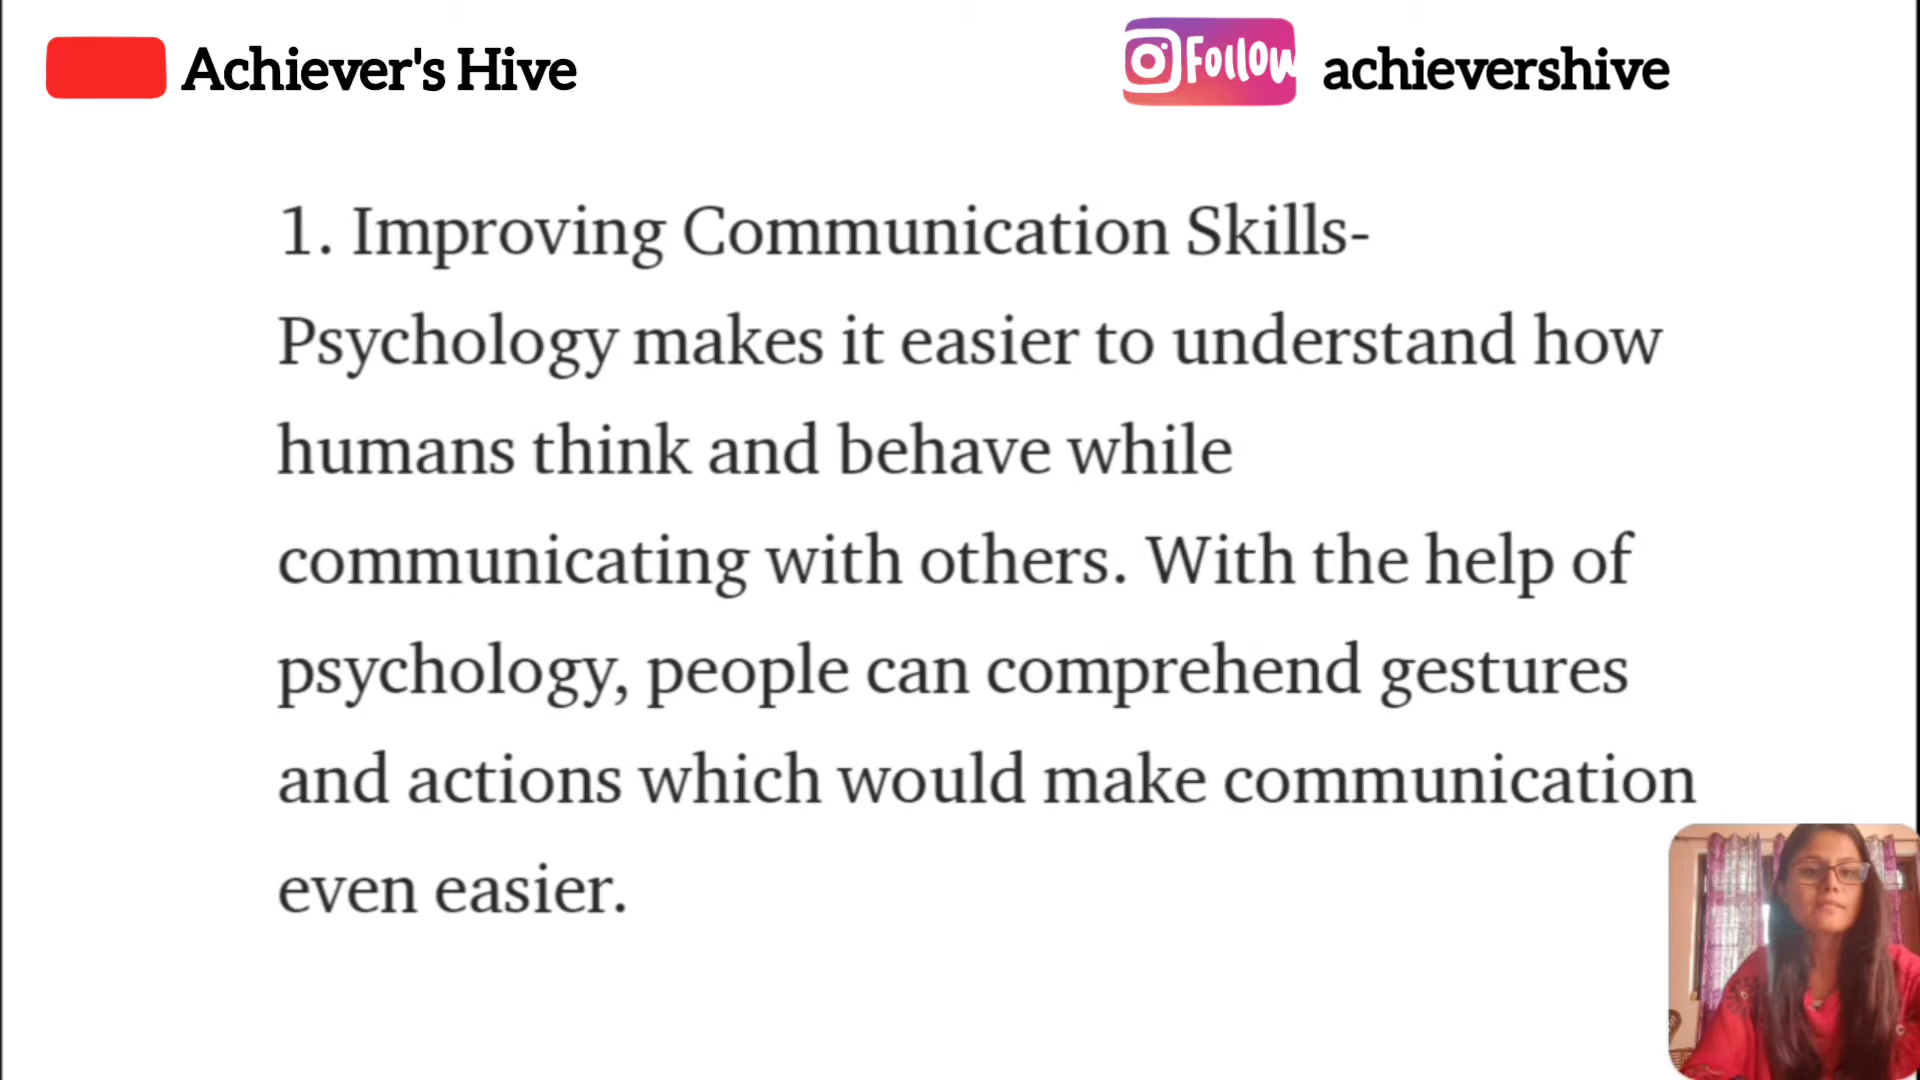 Achiever's Hive
Follow achievershive
1. Improving Communication Skills-
Psychology makes it easier to understand how
humans think and behave while
communicating with others. With the help of
psychology, people can comprehend gestures
and actions which would make communication
even easier.